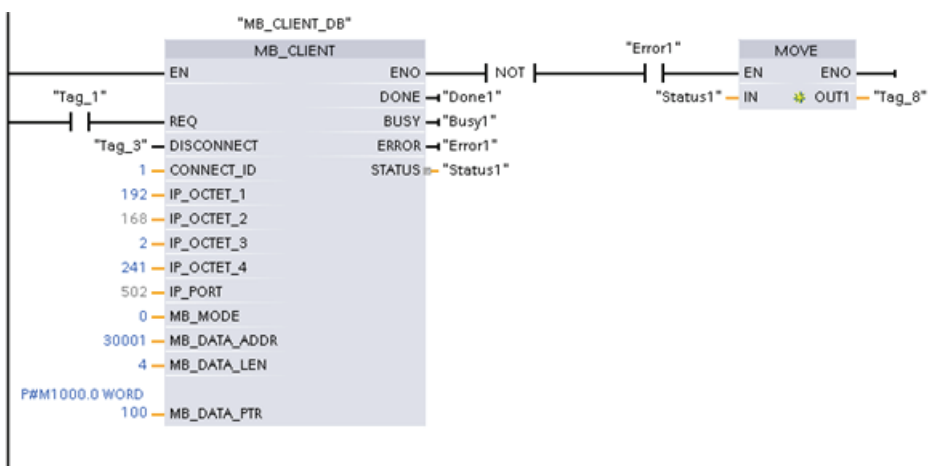 "MB_CLIENT_DB"
MB_CLIENT "Error1" MOVE
EN ENO NOT EN ENO
"Tag_1" DONE "Done1" "Status1" IN OUT1 "Tag_8"
REQ BUSY "Busy1"
"Tag_3" DISCONNECT ERROR "Error1"
1 CONNECT_ID STATUS "Status1"
192 IP_OCTET_1
168 IP_OCTET_2
2 IP_OCTET_3
241 IP_OCTET_4
502 IP_PORT
0 MB_MODE
30001 MB_DATA_ADDR
4 MB_DATA_LEN
P#M1000.0 WORD
100 MB_DATA_PTR